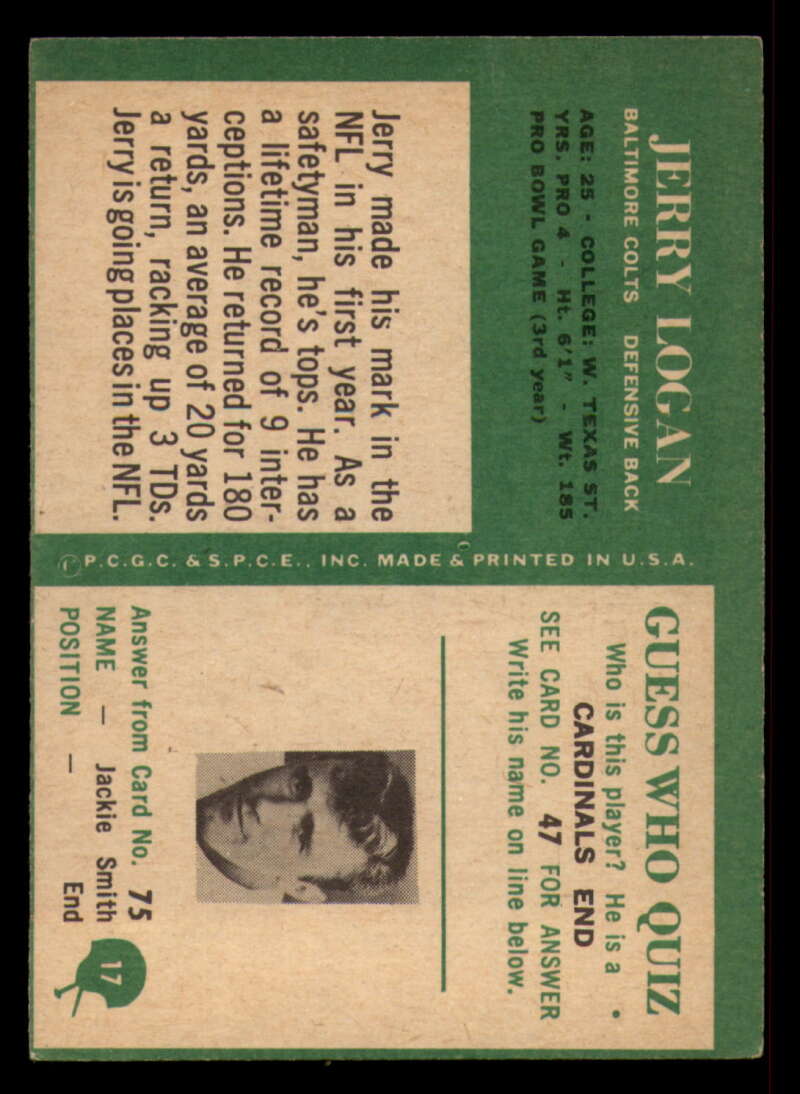 JERRY LOGAN
BALTIMORE COLTS DEFENSIVE BACK
AGE: 25 - COLLEGE: W. TEXAS ST.
YRS. PRO 4 - Ht. 6'1" - Wt. 185
PRO BOWL GAME (3rd year)
Jerry made his mark in the
NFL in his first year. As a
safetyman, he's tops. He has
a lifetime record of 9 inter-
ceptions. He returned for 180
yards, an average of 20 yards
a return, racking up 3 TDs.
Jerry is going places in the NFL.
© P.C.G.C. & S.P.C.E., INC. MADE & PRINTED IN U.S.A.
GUESS WHO QUIZ
Who is this player? He is a
CARDINALS END
SEE CARD NO. 47 FOR ANSWER
Write his name on line below.
Answer from Card No. 75
NAME — Jackie Smith
POSITION — End
17